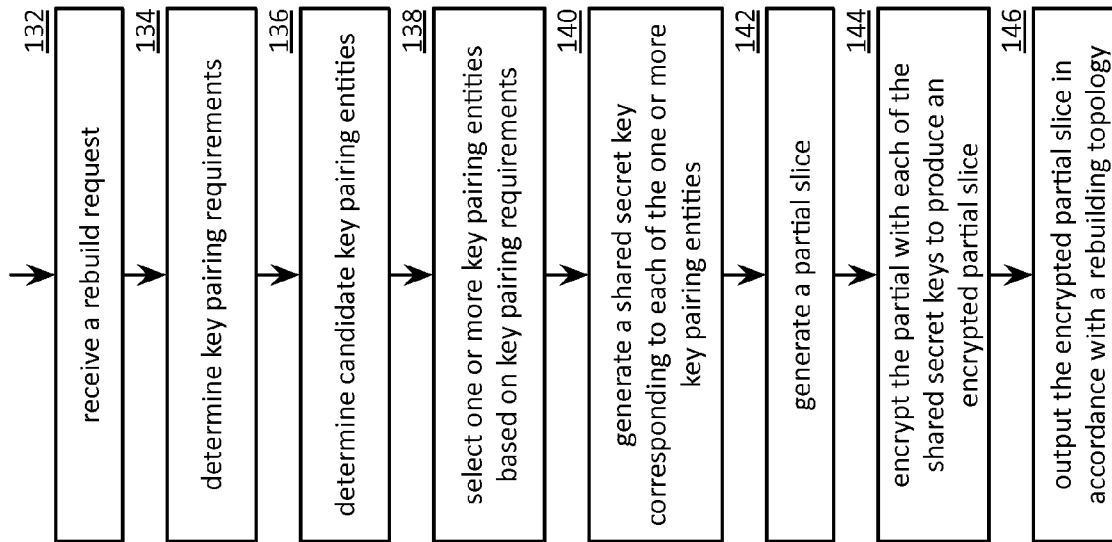 132
receive a rebuild request
134
determine key pairing requirements
136
determine candidate key pairing entities
138
select one or more key pairing entities
based on key pairing requirements
140
generate a shared secret key
corresponding to each of the one or more
key pairing entities
142
generate a partial slice
144
encrypt the partial with each of the
shared secret keys to produce an
encrypted partial slice
146
output the encrypted partial slice in
accordance with a rebuilding topology